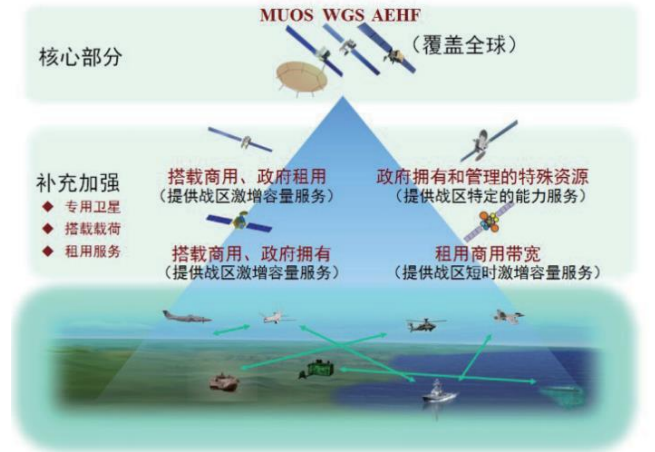 MUOS WGS AEHF
核心部分
(覆盖全球)
补充加强
◆ 专用卫星
◆ 搭载载荷
◆ 租用服务
搭载商用、政府租用
(提供战区激增容量服务)
政府拥有和管理的特殊资源
(提供战区特定的能力服务)
搭载商用、政府拥有
(提供战区激增容量服务)
租用商用带宽
(提供战区短时激增容量服务)